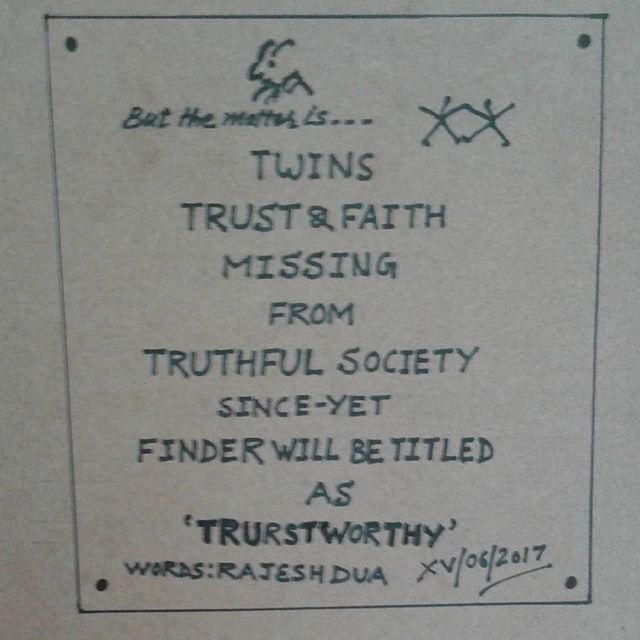 But the matter is....
TWINS
TRUST & FAITH
MISSING
FROM
TRUTHFUL SOCIETY
SINCE-YET
FINDER WILL BE TITLED
AS
'TRURSTWORTHY'
WORDS: RAJESH DUA XV/06/2017